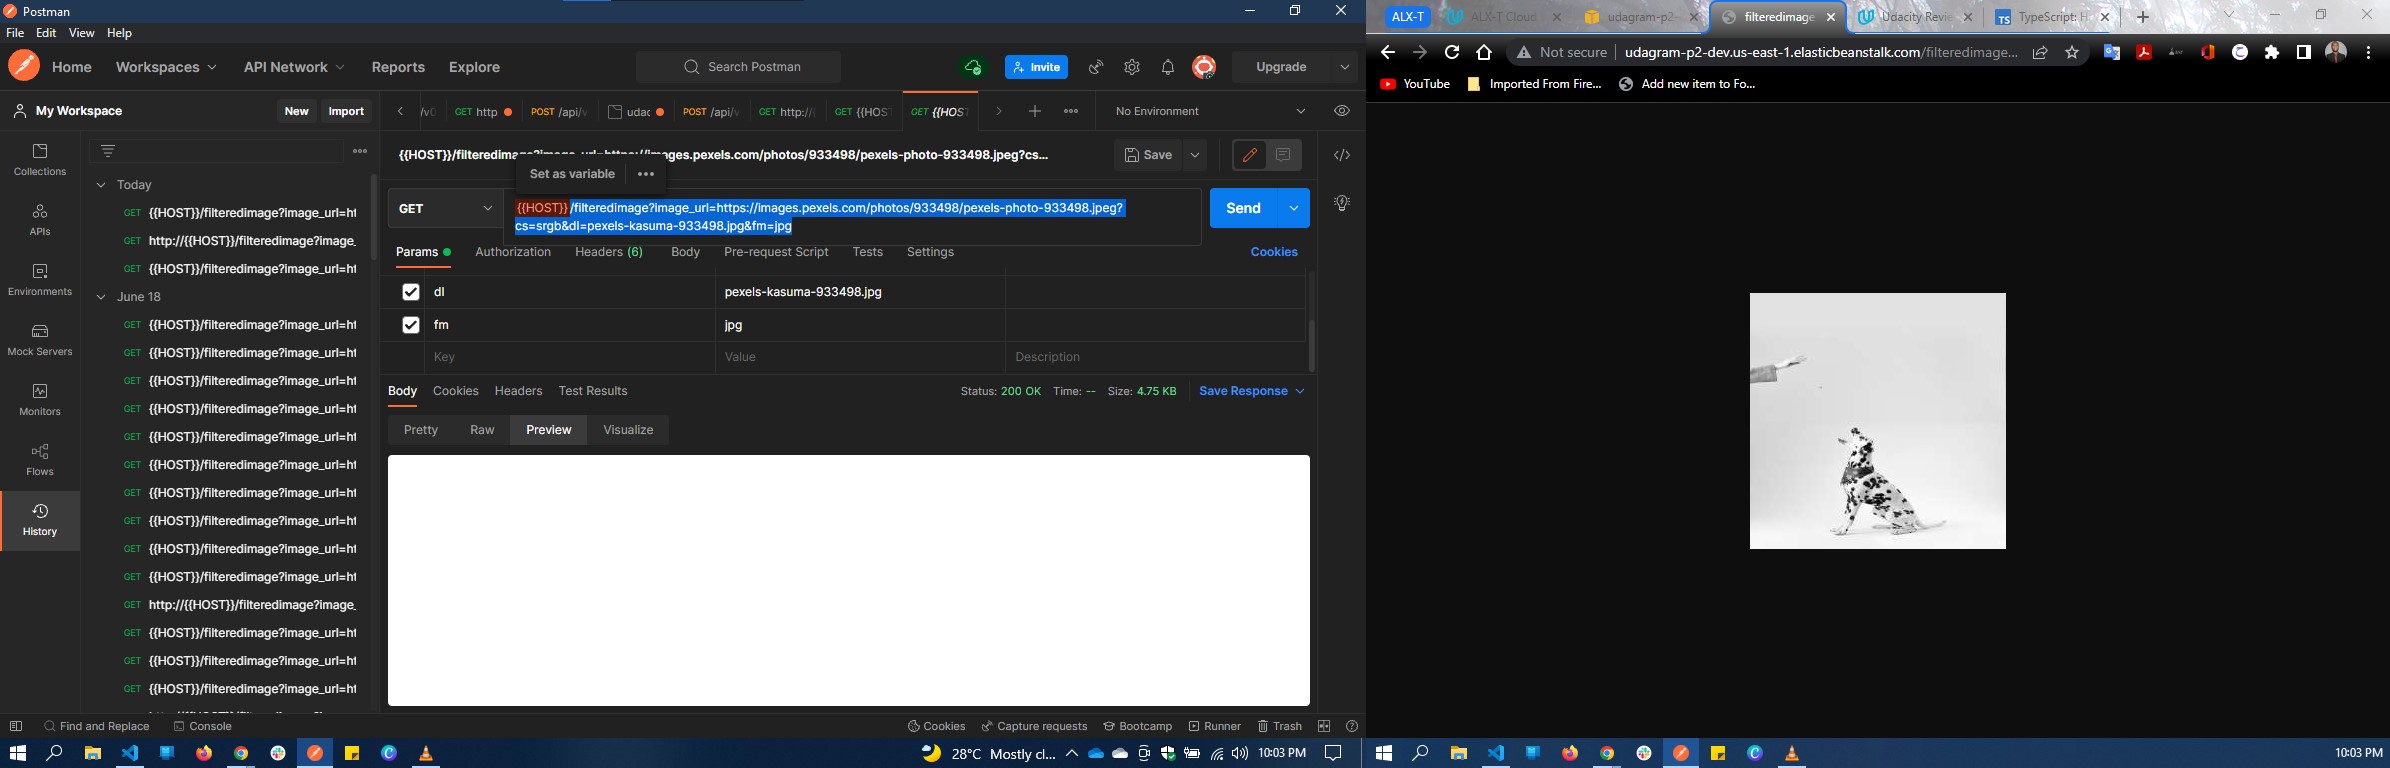 Postman
File Edit View Help
Home Workspaces API Network Reports Explore
Search Postman
Invite
Upgrade
My Workspace
New Import
GET http
POST /api/v
udac
POST /api/v
GET http://{
GET {{HOS
GET {{HOS
No Environment
{{HOST}}/filteredimage?image_url=https://images.pexels.com/photos/933498/pexels-photo-933498.jpeg?cs...
Save
Set as variable
GET
{{HOST}}/filteredimage?image_url=https://images.pexels.com/photos/933498/pexels-photo-933498.jpeg?
cs=srgb&dl=pexels-kasuma-933498.jpg&fm=jpg
Send
Params Authorization Headers (6) Body Pre-request Script Tests Settings
Cookies
dl pexels-kasuma-933498.jpg
fm jpg
Key Value Description
Body Cookies Headers Test Results
Status: 200 OK Time: -- Size: 4.75 KB
Save Response
Pretty Raw Preview Visualize
Collections
APIs
Environments
Mock Servers
Monitors
Flows
History
Today
GET {{HOST}}/filteredimage?image_url=ht
GET http://{{HOST}}/filteredimage?image_
GET {{HOST}}/filteredimage?image_url=ht
June 18
GET {{HOST}}/filteredimage?image_url=ht
GET {{HOST}}/filteredimage?image_url=ht
GET {{HOST}}/filteredimage?image_url=ht
GET {{HOST}}/filteredimage?image_url=ht
GET {{HOST}}/filteredimage?image_url=ht
GET {{HOST}}/filteredimage?image_url=ht
GET {{HOST}}/filteredimage?image_url=ht
GET {{HOST}}/filteredimage?image_url=ht
GET {{HOST}}/filteredimage?image_url=ht
GET {{HOST}}/filteredimage?image_url=ht
GET http://{{HOST}}/filteredimage?image_
GET {{HOST}}/filteredimage?image_url=ht
GET {{HOST}}/filteredimage?image_url=ht
GET {{HOST}}/filteredimage?image_url=ht
Find and Replace Console
Cookies Capture requests Bootcamp Runner Trash
28°C Mostly cl...
10:03 PM
ALX-T
ALX-T Cloud
udagram-p2-
filteredimage
Udacity Revie
TypeScript: H
Not secure udagram-p2-dev.us-east-1.elasticbeanstalk.com/filteredimage...
YouTube Imported From Fire... Add new item to Fo...
10:03 PM